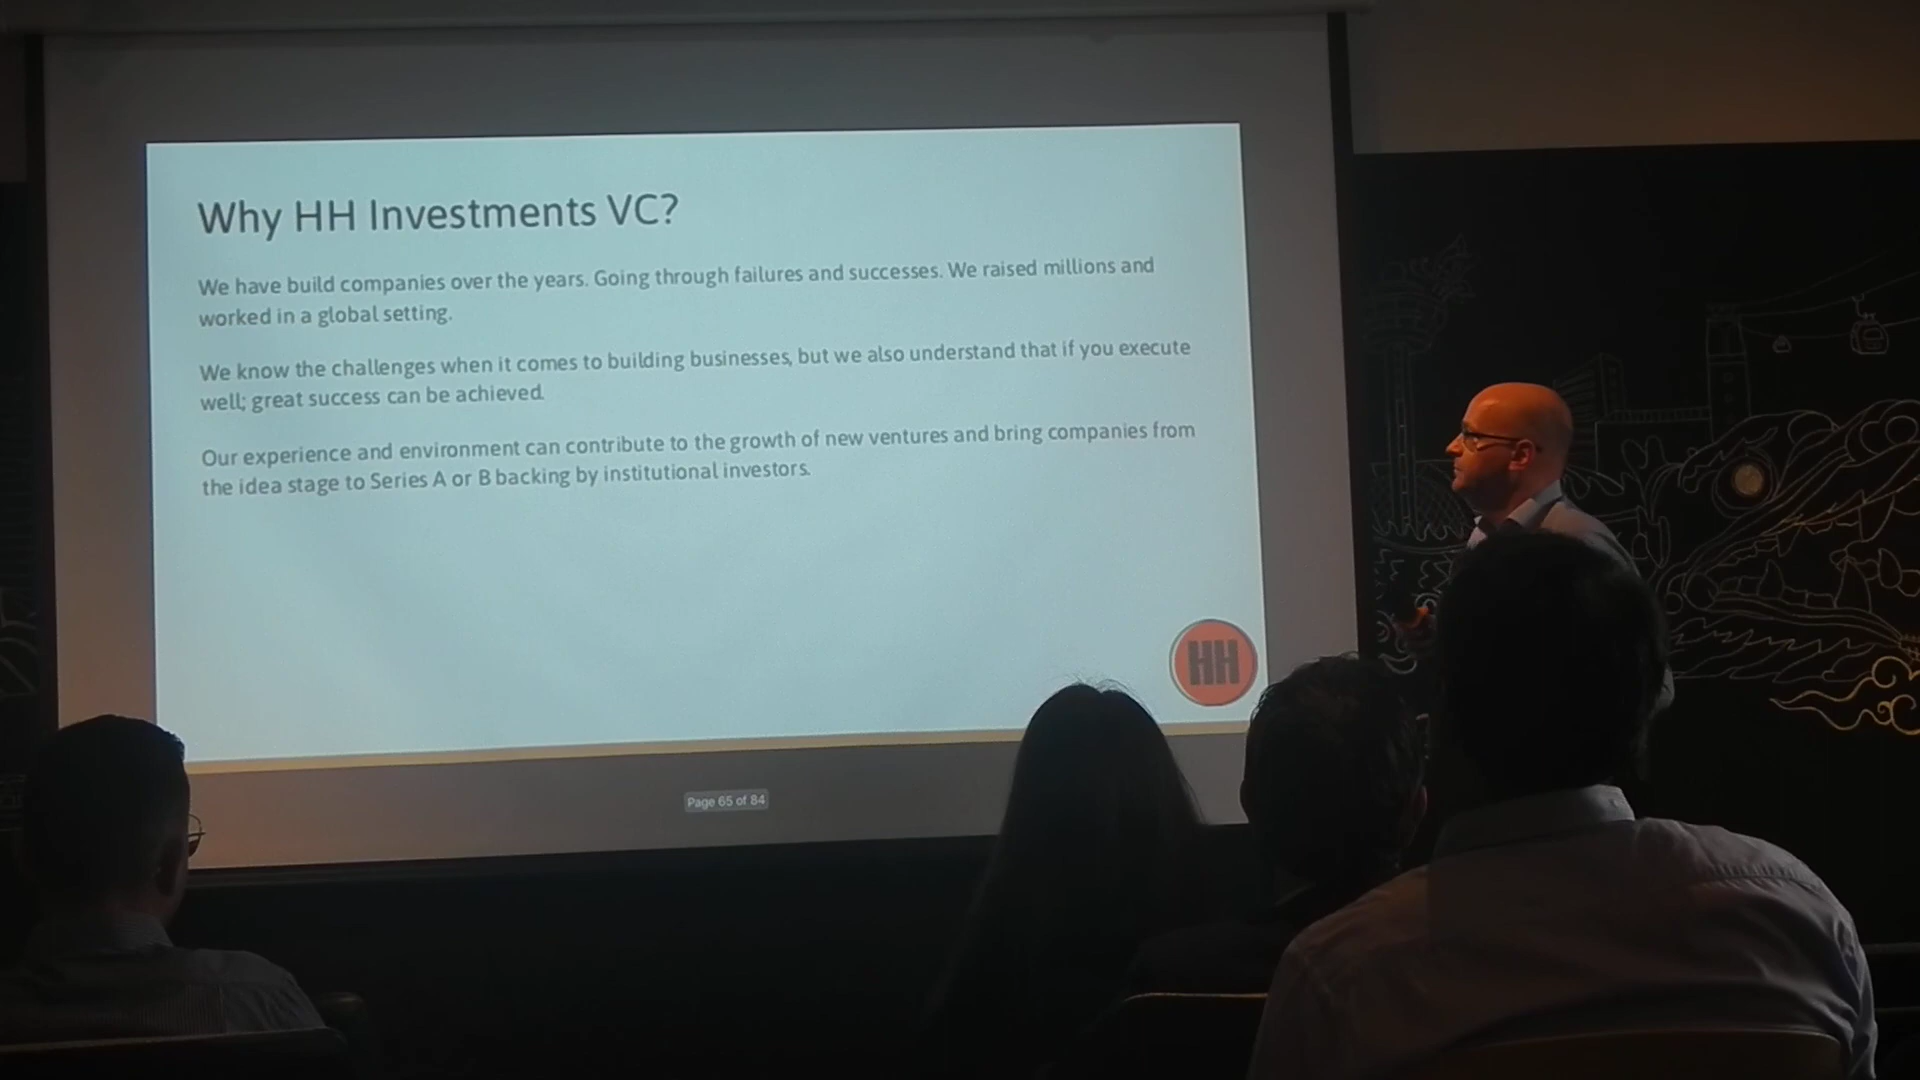 Why HH Investments VC?
We have build companies over the years. Going through failures and successes. We raised millions and
worked in a global setting.
We know the challenges when it comes to building businesses, but we also understand that if you execute
well; great success can be achieved.
Our experience and environment can contribute to the growth of new ventures and bring companies from
the idea stage to Series A or B backing by institutional investors.
HH
Page 65 of 84